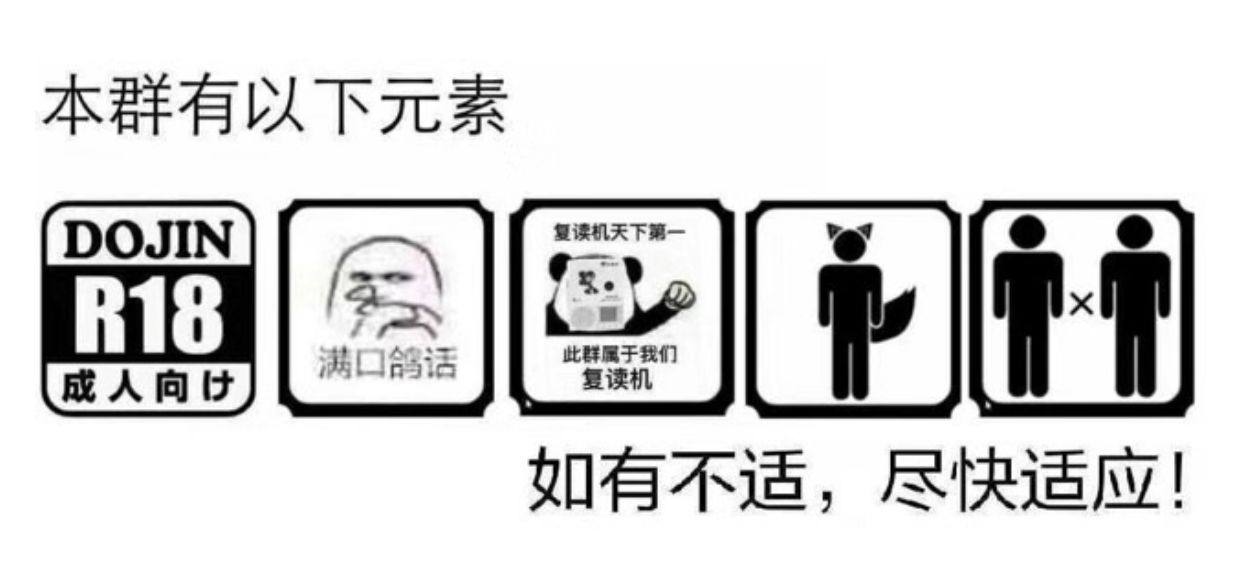 本群有以下元素
DOJIN
R18
成人向け
满口鸽话
复读机天下第一
此群属于我们
复读机
×
如有不适，尽快适应！